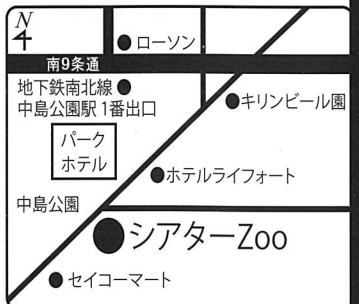 N
ローソン
南9条通
地下鉄南北線
中島公園駅1番出口
キリンビール園
パーク
ホテル
ホテルライフォート
中島公園
シアターZoo
セイコーマート